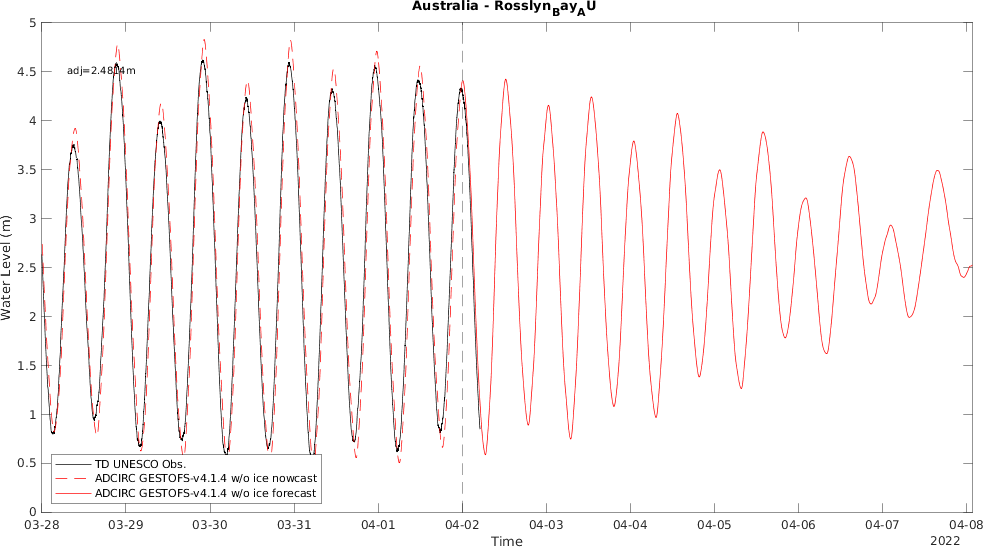 Australia - RosslynBayAU
5
4.5
4
3.5
3
2.5
2
1.5
1
0.5
0
Water Level (m)
adj=2.4814m
TD UNESCO Obs.
ADCIRC GESTOFS-v4.1.4 w/o ice nowcast
ADCIRC GESTOFS-v4.1.4 w/o ice forecast
03-28 03-29 03-30 03-31 04-01 04-02 04-03 04-04 04-05 04-06 04-07 04-08
Time
2022